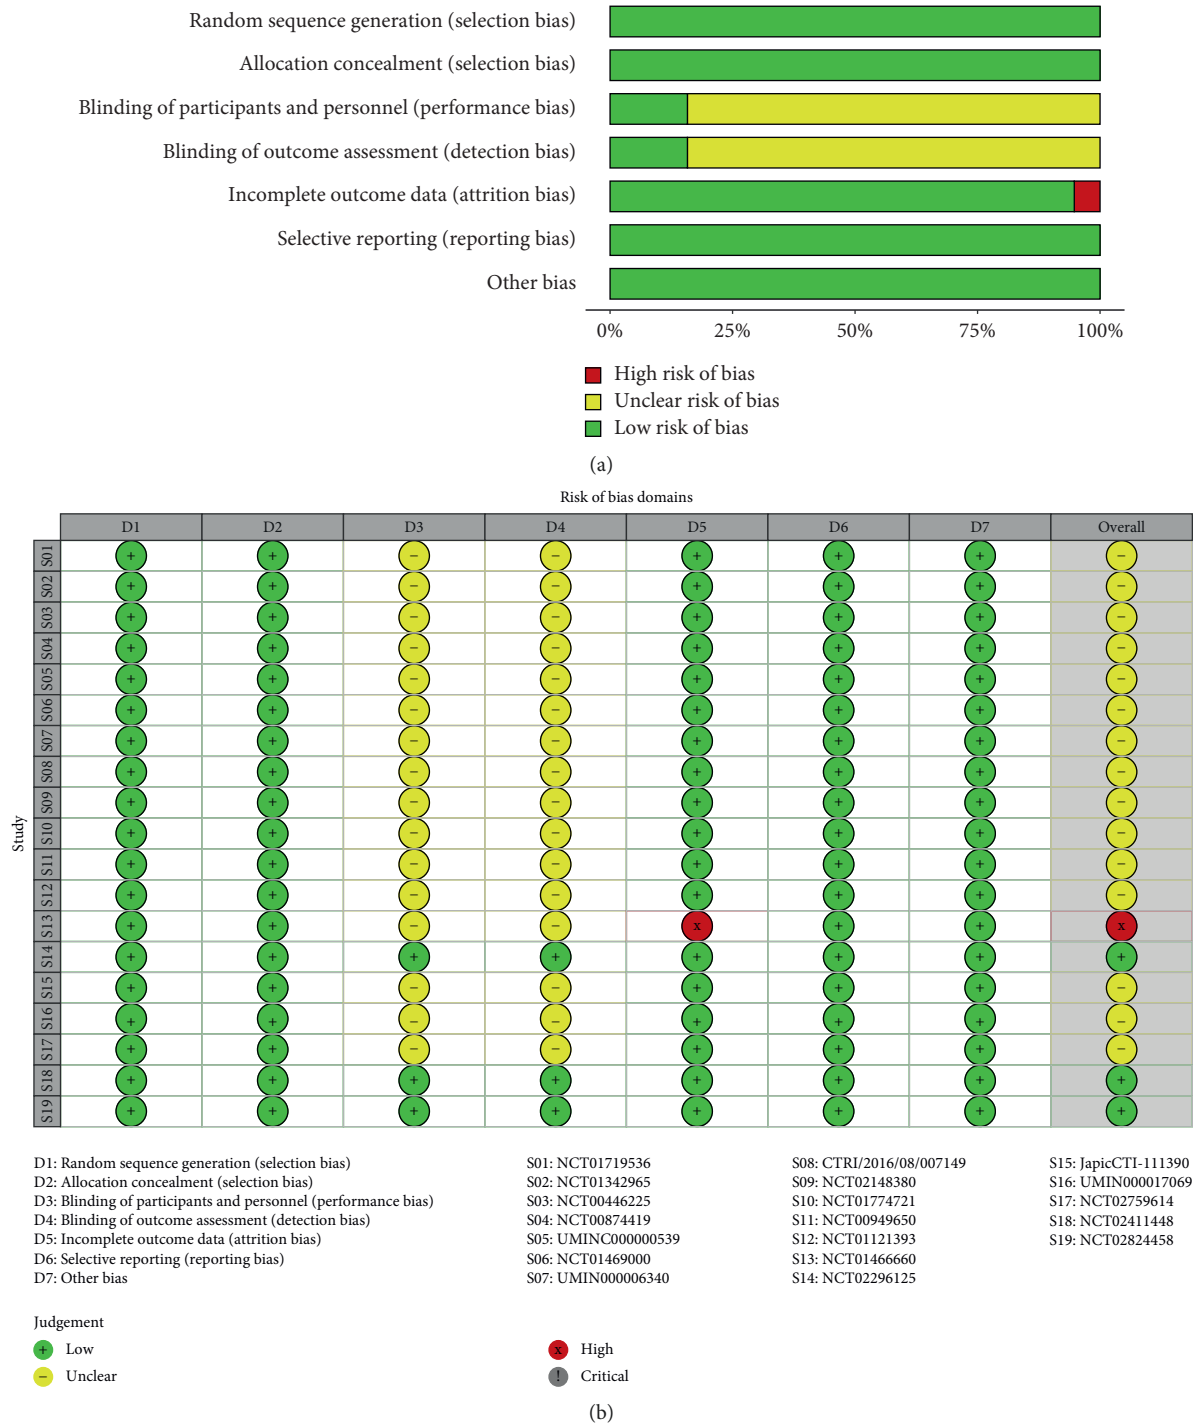 Random sequence generation (selection bias)
Allocation concealment (selection bias)
Blinding of participants and personnel (performance bias)
Blinding of outcome assessment (detection bias)
Incomplete outcome data (attrition bias)
Selective reporting (reporting bias)
Other bias
0% 25% 50% 75% 100%
High risk of bias
Unclear risk of bias
Low risk of bias
(a)
Risk of bias domains
D1 D2 D3 D4 D5 D6 D7 Overall
Study
S01 + + − − + + + −
S02 + + − − + + + −
S03 + + − − + + + −
S04 + + − − + + + −
S05 + + − − + + + −
S06 + + − − + + + −
S07 + + − − + + + −
S08 + + − − + + + −
S09 + + − − + + + −
S10 + + − − + + + −
S11 + + − − + + + −
S12 + + − − + + + −
S13 + + − − x + + x
S14 + + + + + + + +
S15 + + − − + + + −
S16 + + − − + + + −
S17 + + − − + + + −
S18 + + + + + + + +
S19 + + + + + + + +
D1: Random sequence generation (selection bias)
D2: Allocation concealment (selection bias)
D3: Blinding of participants and personnel (performance bias)
D4: Blinding of outcome assessment (detection bias)
D5: Incomplete outcome data (attrition bias)
D6: Selective reporting (reporting bias)
D7: Other bias
S01: NCT01719536
S02: NCT01342965
S03: NCT00446225
S04: NCT00874419
S05: UMINC000000539
S06: NCT01469000
S07: UMIN000006340
S08: CTRI/2016/08/007149
S09: NCT02148380
S10: NCT01774721
S11: NCT00949650
S12: NCT01121393
S13: NCT01466660
S14: NCT02296125
S15: JapicCTI-111390
S16: UMIN000017069
S17: NCT02759614
S18: NCT02411448
S19: NCT02824458
Judgement
+ Low
− Unclear
x High
! Critical
(b)